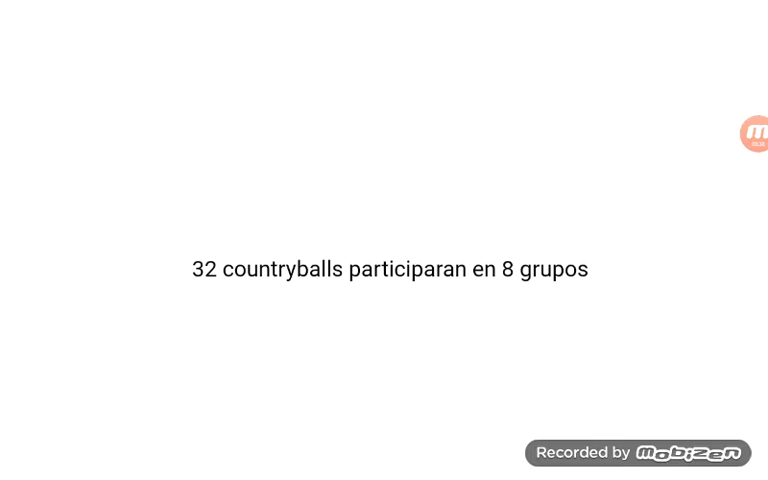 32 countryballs participaran en 8 grupos
Recorded by mobizen